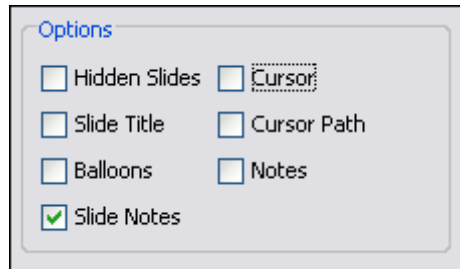 Options
Hidden Slides Cursor
Slide Title Cursor Path
Balloons Notes
Slide Notes